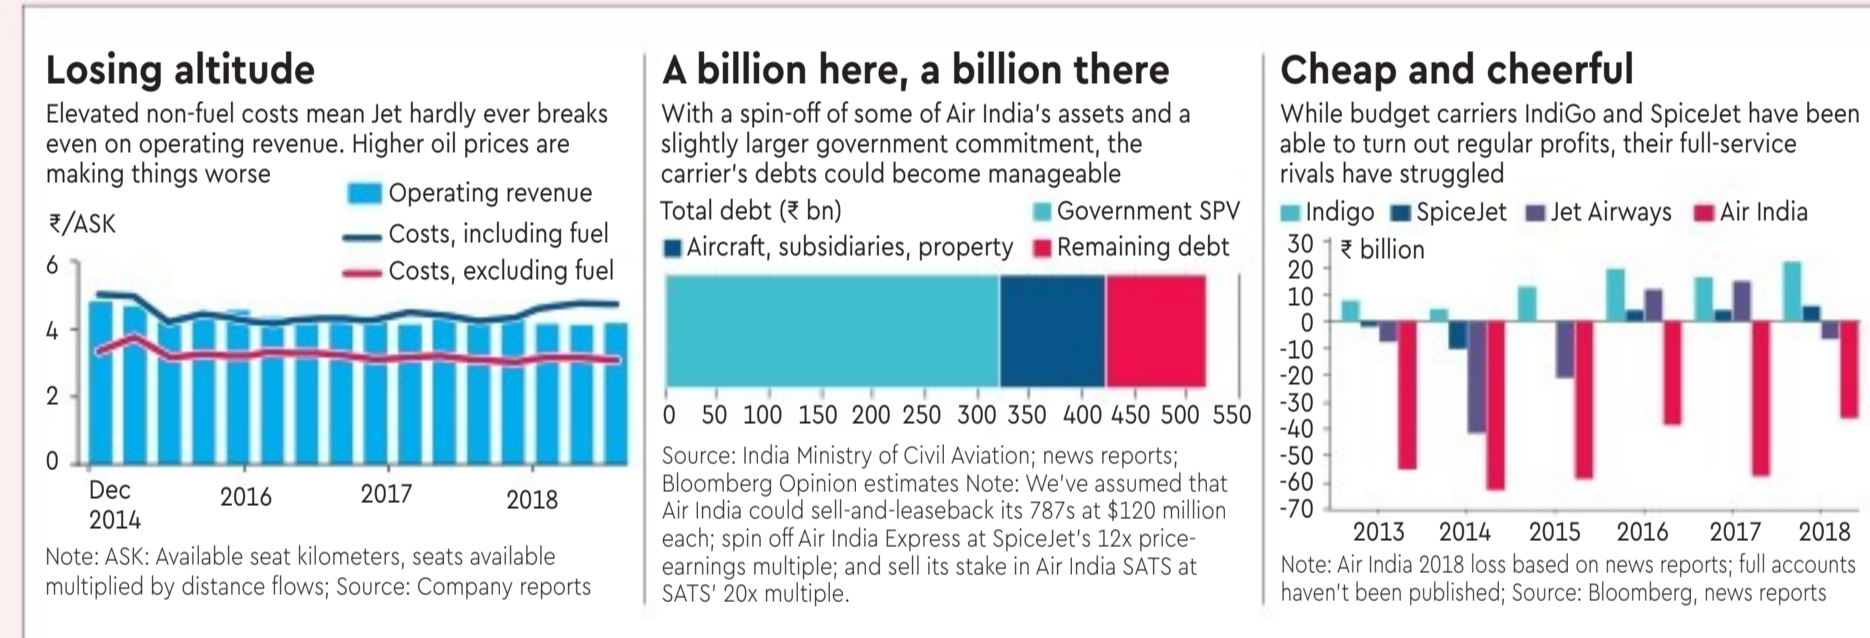 Losing altitude
Elevated non-fuel costs mean Jet hardly ever breaks
even on operating revenue. Higher oil prices are
making things worse
Operating revenue
₹/ASK
Costs, including fuel
Costs, excluding fuel
6
4
2
0
Dec
2014
2016
2017
2018
Note: ASK: Available seat kilometers, seats available
multiplied by distance flows; Source: Company reports
A billion here, a billion there
With a spin-off of some of Air India's assets and a
slightly larger government commitment, the
carrier's debts could become manageable
Total debt (₹ bn)
Government SPV
Aircraft, subsidiaries, property
Remaining debt
0 50 100 150 200 250 300 350 400 450 500 550
Source: India Ministry of Civil Aviation; news reports;
Bloomberg Opinion estimates Note: We've assumed that
Air India could sell-and-leaseback its 787s at $120 million
each; spin off Air India Express at SpiceJet's 12x price-
earnings multiple; and sell its stake in Air India SATS at
SATS' 20x multiple.
Cheap and cheerful
While budget carriers IndiGo and SpiceJet have been
able to turn out regular profits, their full-service
rivals have struggled
Indigo SpiceJet Jet Airways Air India
30
₹ billion
20
10
0
-10
-20
-30
-40
-50
-60
-70
2013 2014 2015 2016 2017 2018
Note: Air India 2018 loss based on news reports; full accounts
haven't been published; Source: Bloomberg, news reports